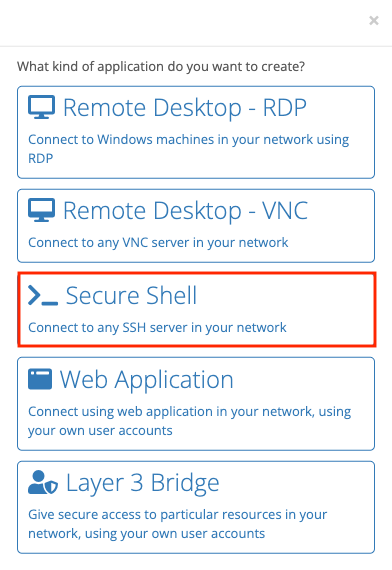 ×
What kind of application do you want to create?
Remote Desktop - RDP
Connect to Windows machines in your network using
RDP
Remote Desktop - VNC
Connect to any VNC server in your network
Secure Shell
Connect to any SSH server in your network
Web Application
Connect using web application in your network, using
your own user accounts
Layer 3 Bridge
Give secure access to particular resources in your
network, using your own user accounts